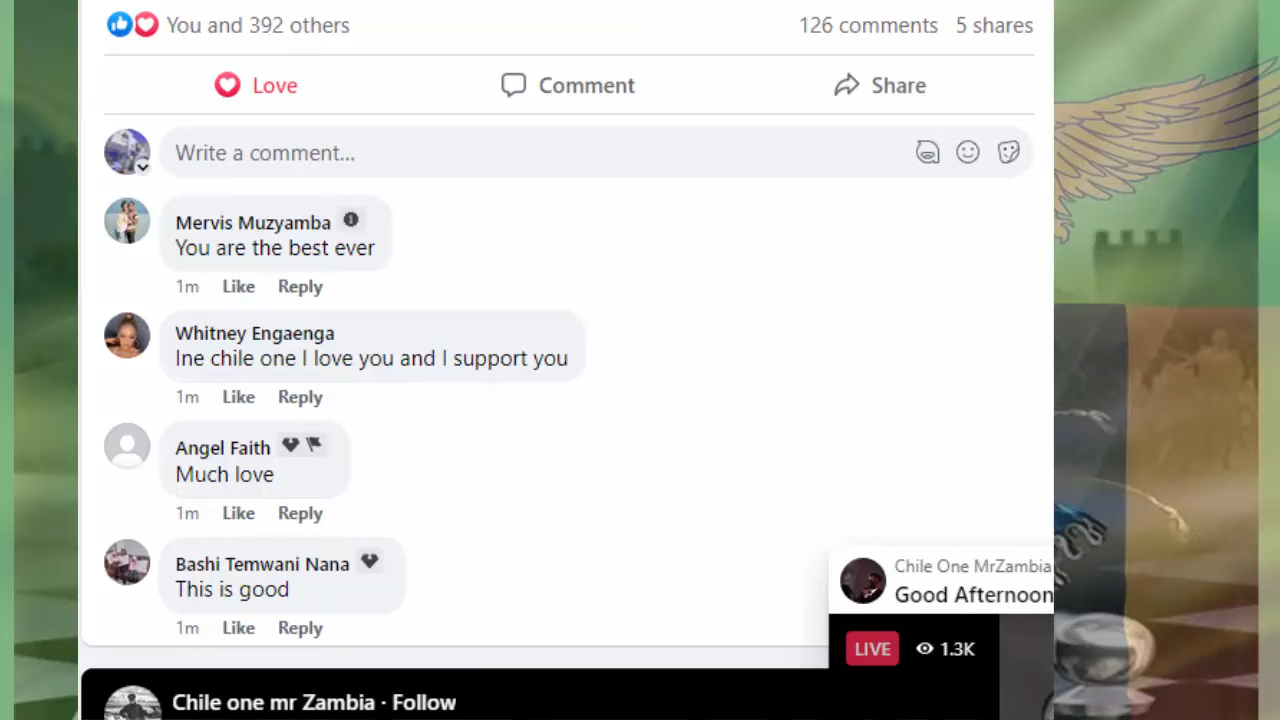 You and 392 others
126 comments 5 shares
Love
Comment
Share
Write a comment...
Mervis Muzyamba
You are the best ever
1m Like Reply
Whitney Engaenga
Ine chile one I love you and I support you
1m Like Reply
Angel Faith
Much love
1m Like Reply
Bashi Temwani Nana
This is good
1m Like Reply
Chile One MrZambia
Good Afternoon
LIVE 1.3K
Chile one mr Zambia · Follow